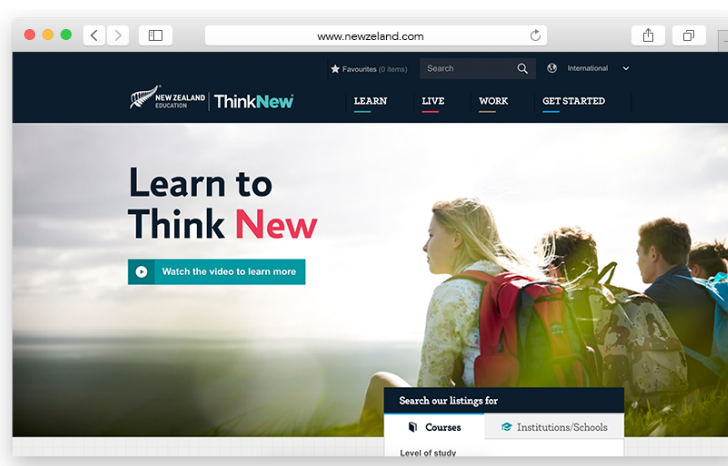 www.newzeland.com
Favourites (0 items)
Search
International
NEW ZEALAND
EDUCATION
ThinkNew
LEARN
LIVE
WORK
GET STARTED
Learn to
Think New
Watch the video to learn more
Search our listings for
Courses
Institutions/Schools
Level of study